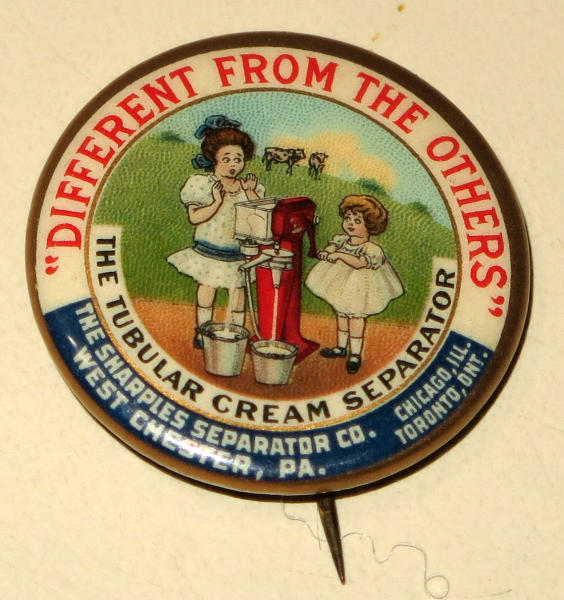 "DIFFERENT FROM THE OTHERS"
THE TUBULAR CREAM SEPARATOR
THE SHARPLES SEPARATOR CO.
WEST CHESTER, PA.
CHICAGO, ILL.
TORONTO, ONT.